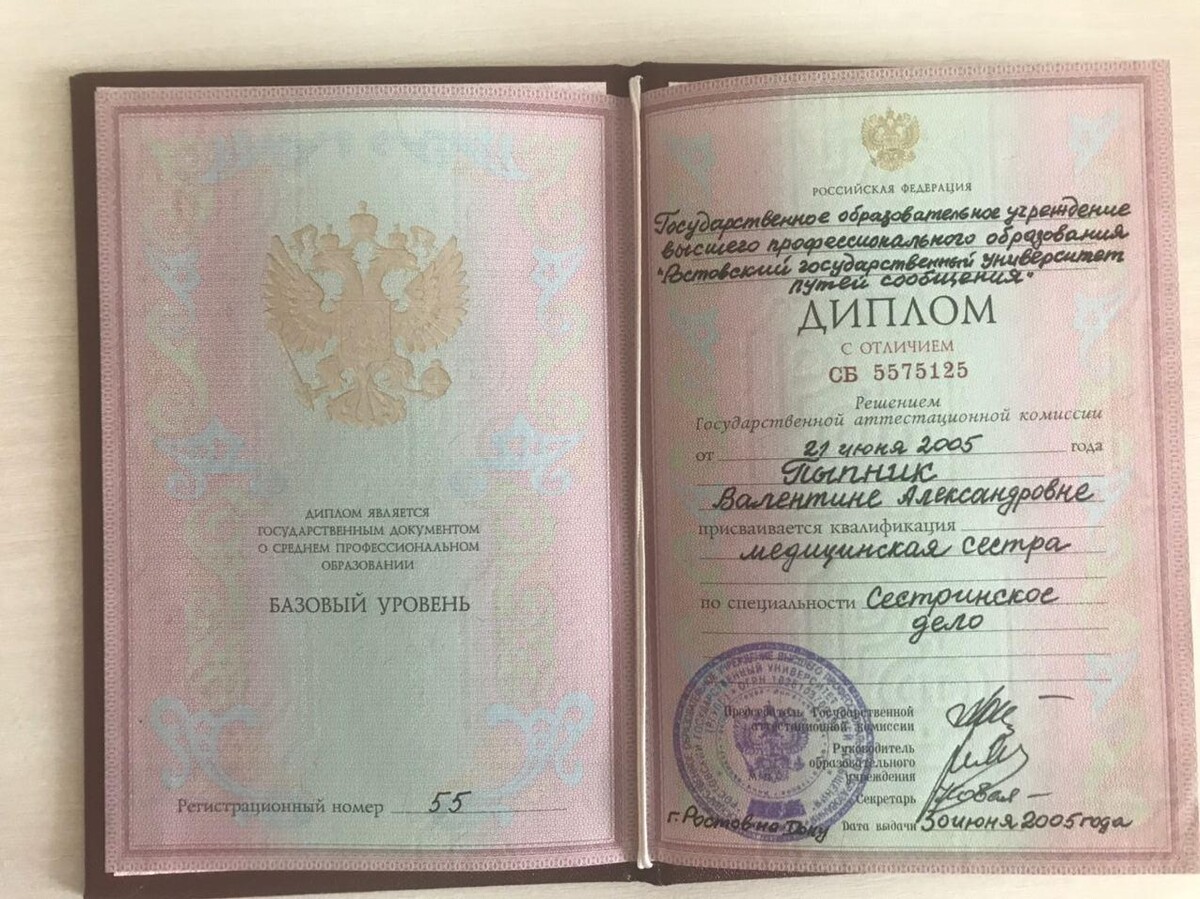 ДИПЛОМ ЯВЛЯЕТСЯ
ГОСУДАРСТВЕННЫМ ДОКУМЕНТОМ
О СРЕДНЕМ ПРОФЕССИОНАЛЬНОМ
ОБРАЗОВАНИИ
БАЗОВЫЙ УРОВЕНЬ
Регистрационный номер 55
РОССИЙСКАЯ ФЕДЕРАЦИЯ
Государственное образовательное учреждение
высшего профессионального образования
"Ростовский государственный Университет
путей сообщения"
ДИПЛОМ
С ОТЛИЧИЕМ
СБ 5575125
Решением
Государственной аттестационной комиссии
от 21 июня 2005 года
Пыпник
Валентине Александровне
присваивается квалификация
медицинская сестра
по специальности Сестринское
дело
Председатель Государственной
аттестационной комиссии
Руководитель
образовательного
учреждения
Секретарь
г. Ростов на Дону Дата выдачи 30 июня 2005 года